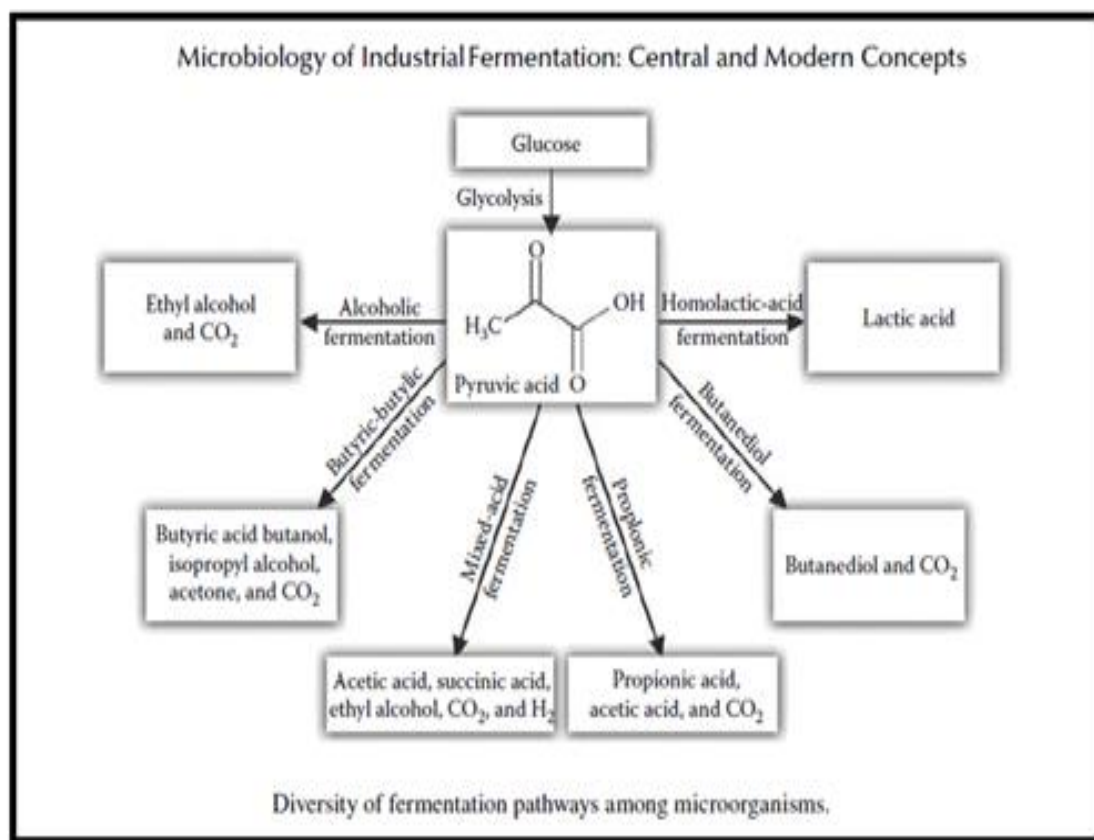 Microbiology of Industrial Fermentation: Central and Modern Concepts
Glucose
Glycolysis
O
OH
H₃C
Pyruvic acid O
Ethyl alcohol
and CO₂
Alcoholic
fermentation
Homolactic-acid
fermentation
Lactic acid
Butyric-butylic
fermentation
Butanediol
fermentation
Mixed-acid
fermentation
Proplonic
fermentation
Butyric acid butanol,
isopropyl alcohol,
acetone, and CO₂
Butanediol and CO₂
Acetic acid, succinic acid,
ethyl alcohol, CO₂, and H₂
Propionic acid,
acetic acid, and CO₂
Diversity of fermentation pathways among microorganisms.